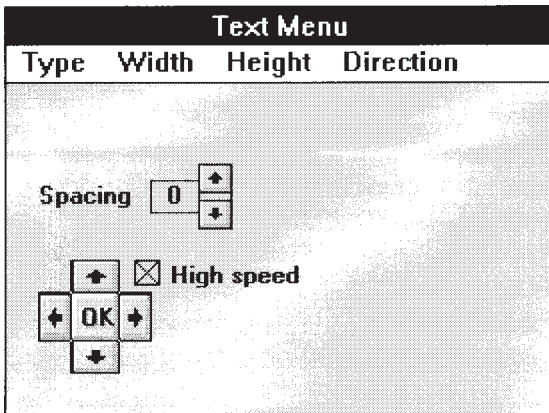 Text Menu
Type Width Height Direction
Spacing 0
High speed
OK